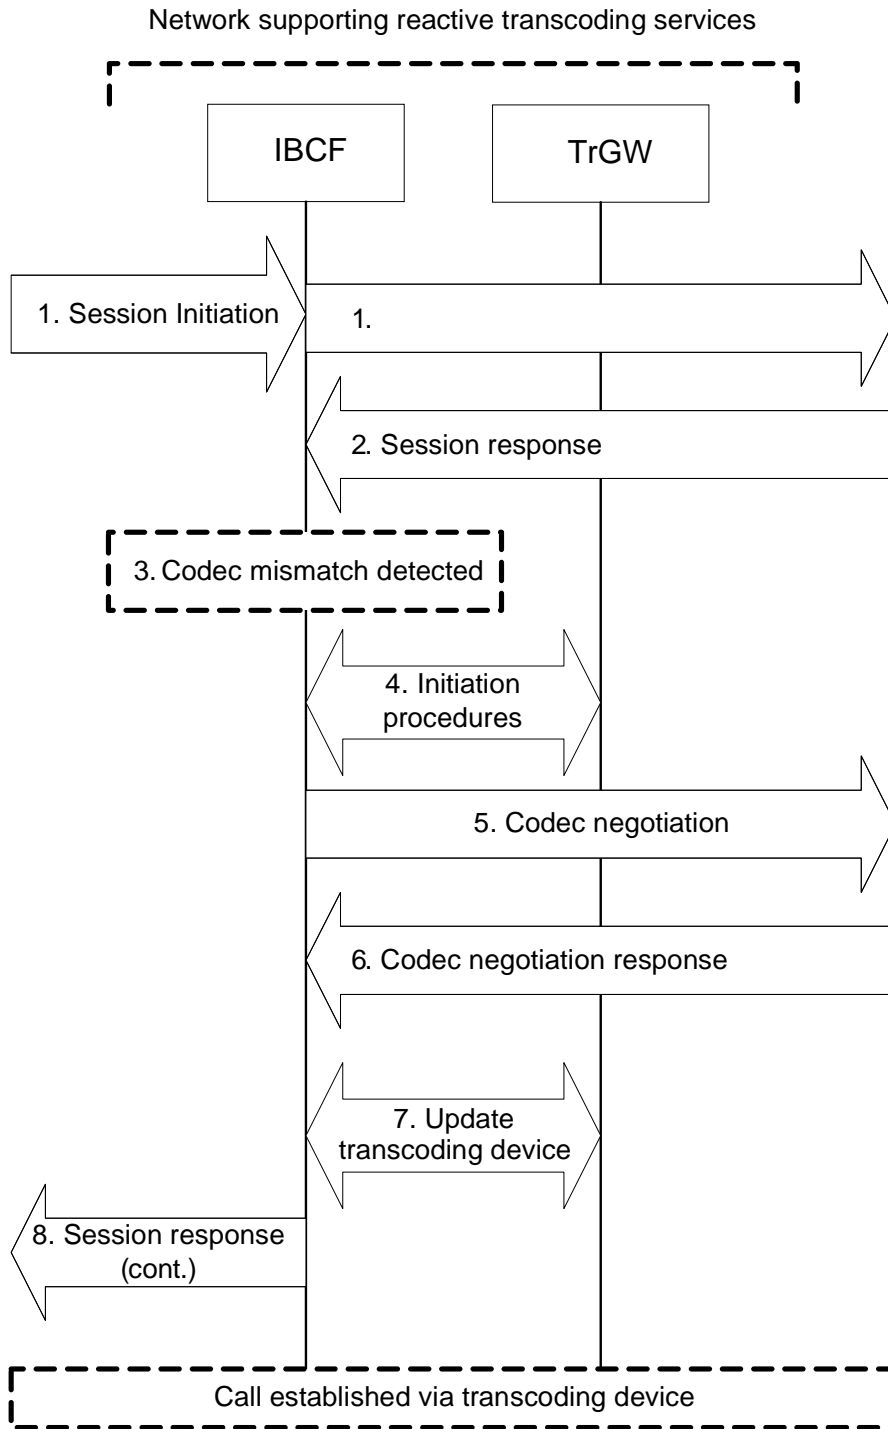 Network supporting reactive transcoding services
IBCF
TrGW
1. Session Initiation
1.
2. Session response
3. Codec mismatch detected
4. Initiation
procedures
5. Codec negotiation
6. Codec negotiation response
7. Update
transcoding device
8. Session response
(cont.)
Call established via transcoding device